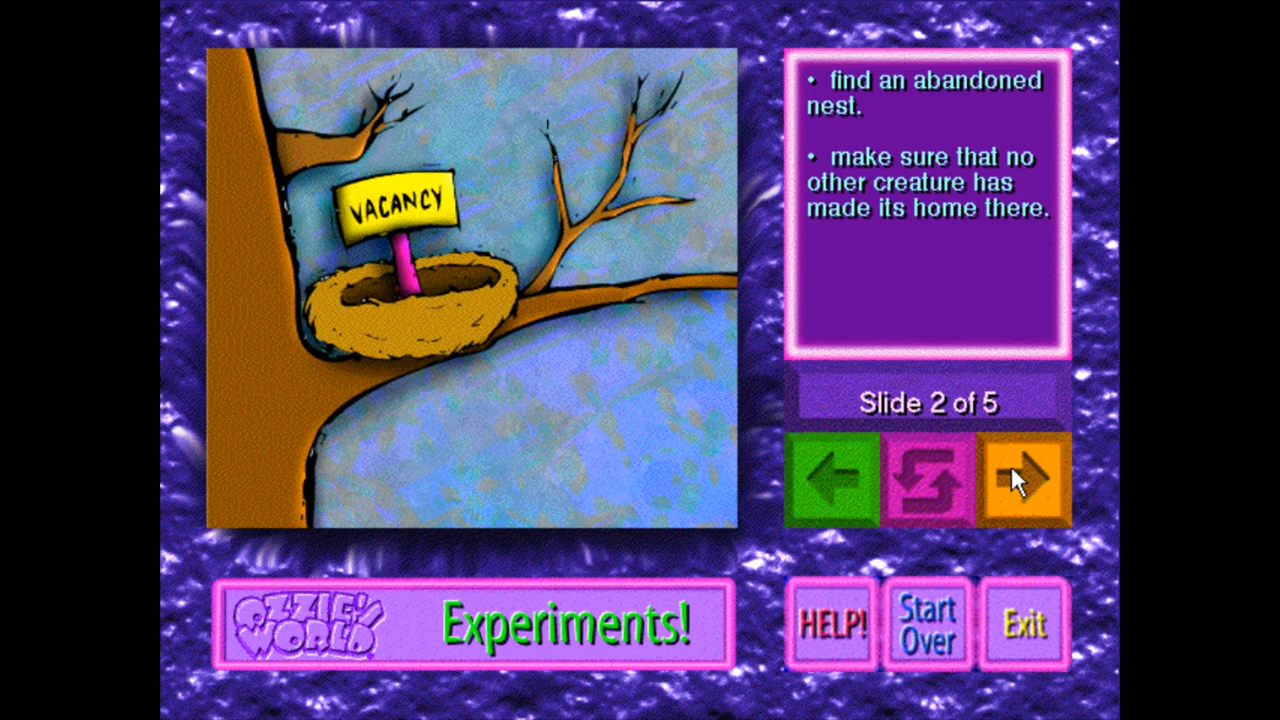 VACANCY
• find an abandoned
nest.
• make sure that no
other creature has
made its home there.
Slide 2 of 5
OZZIE'S
WORLD
Experiments!
HELP!
Start
Over
Exit